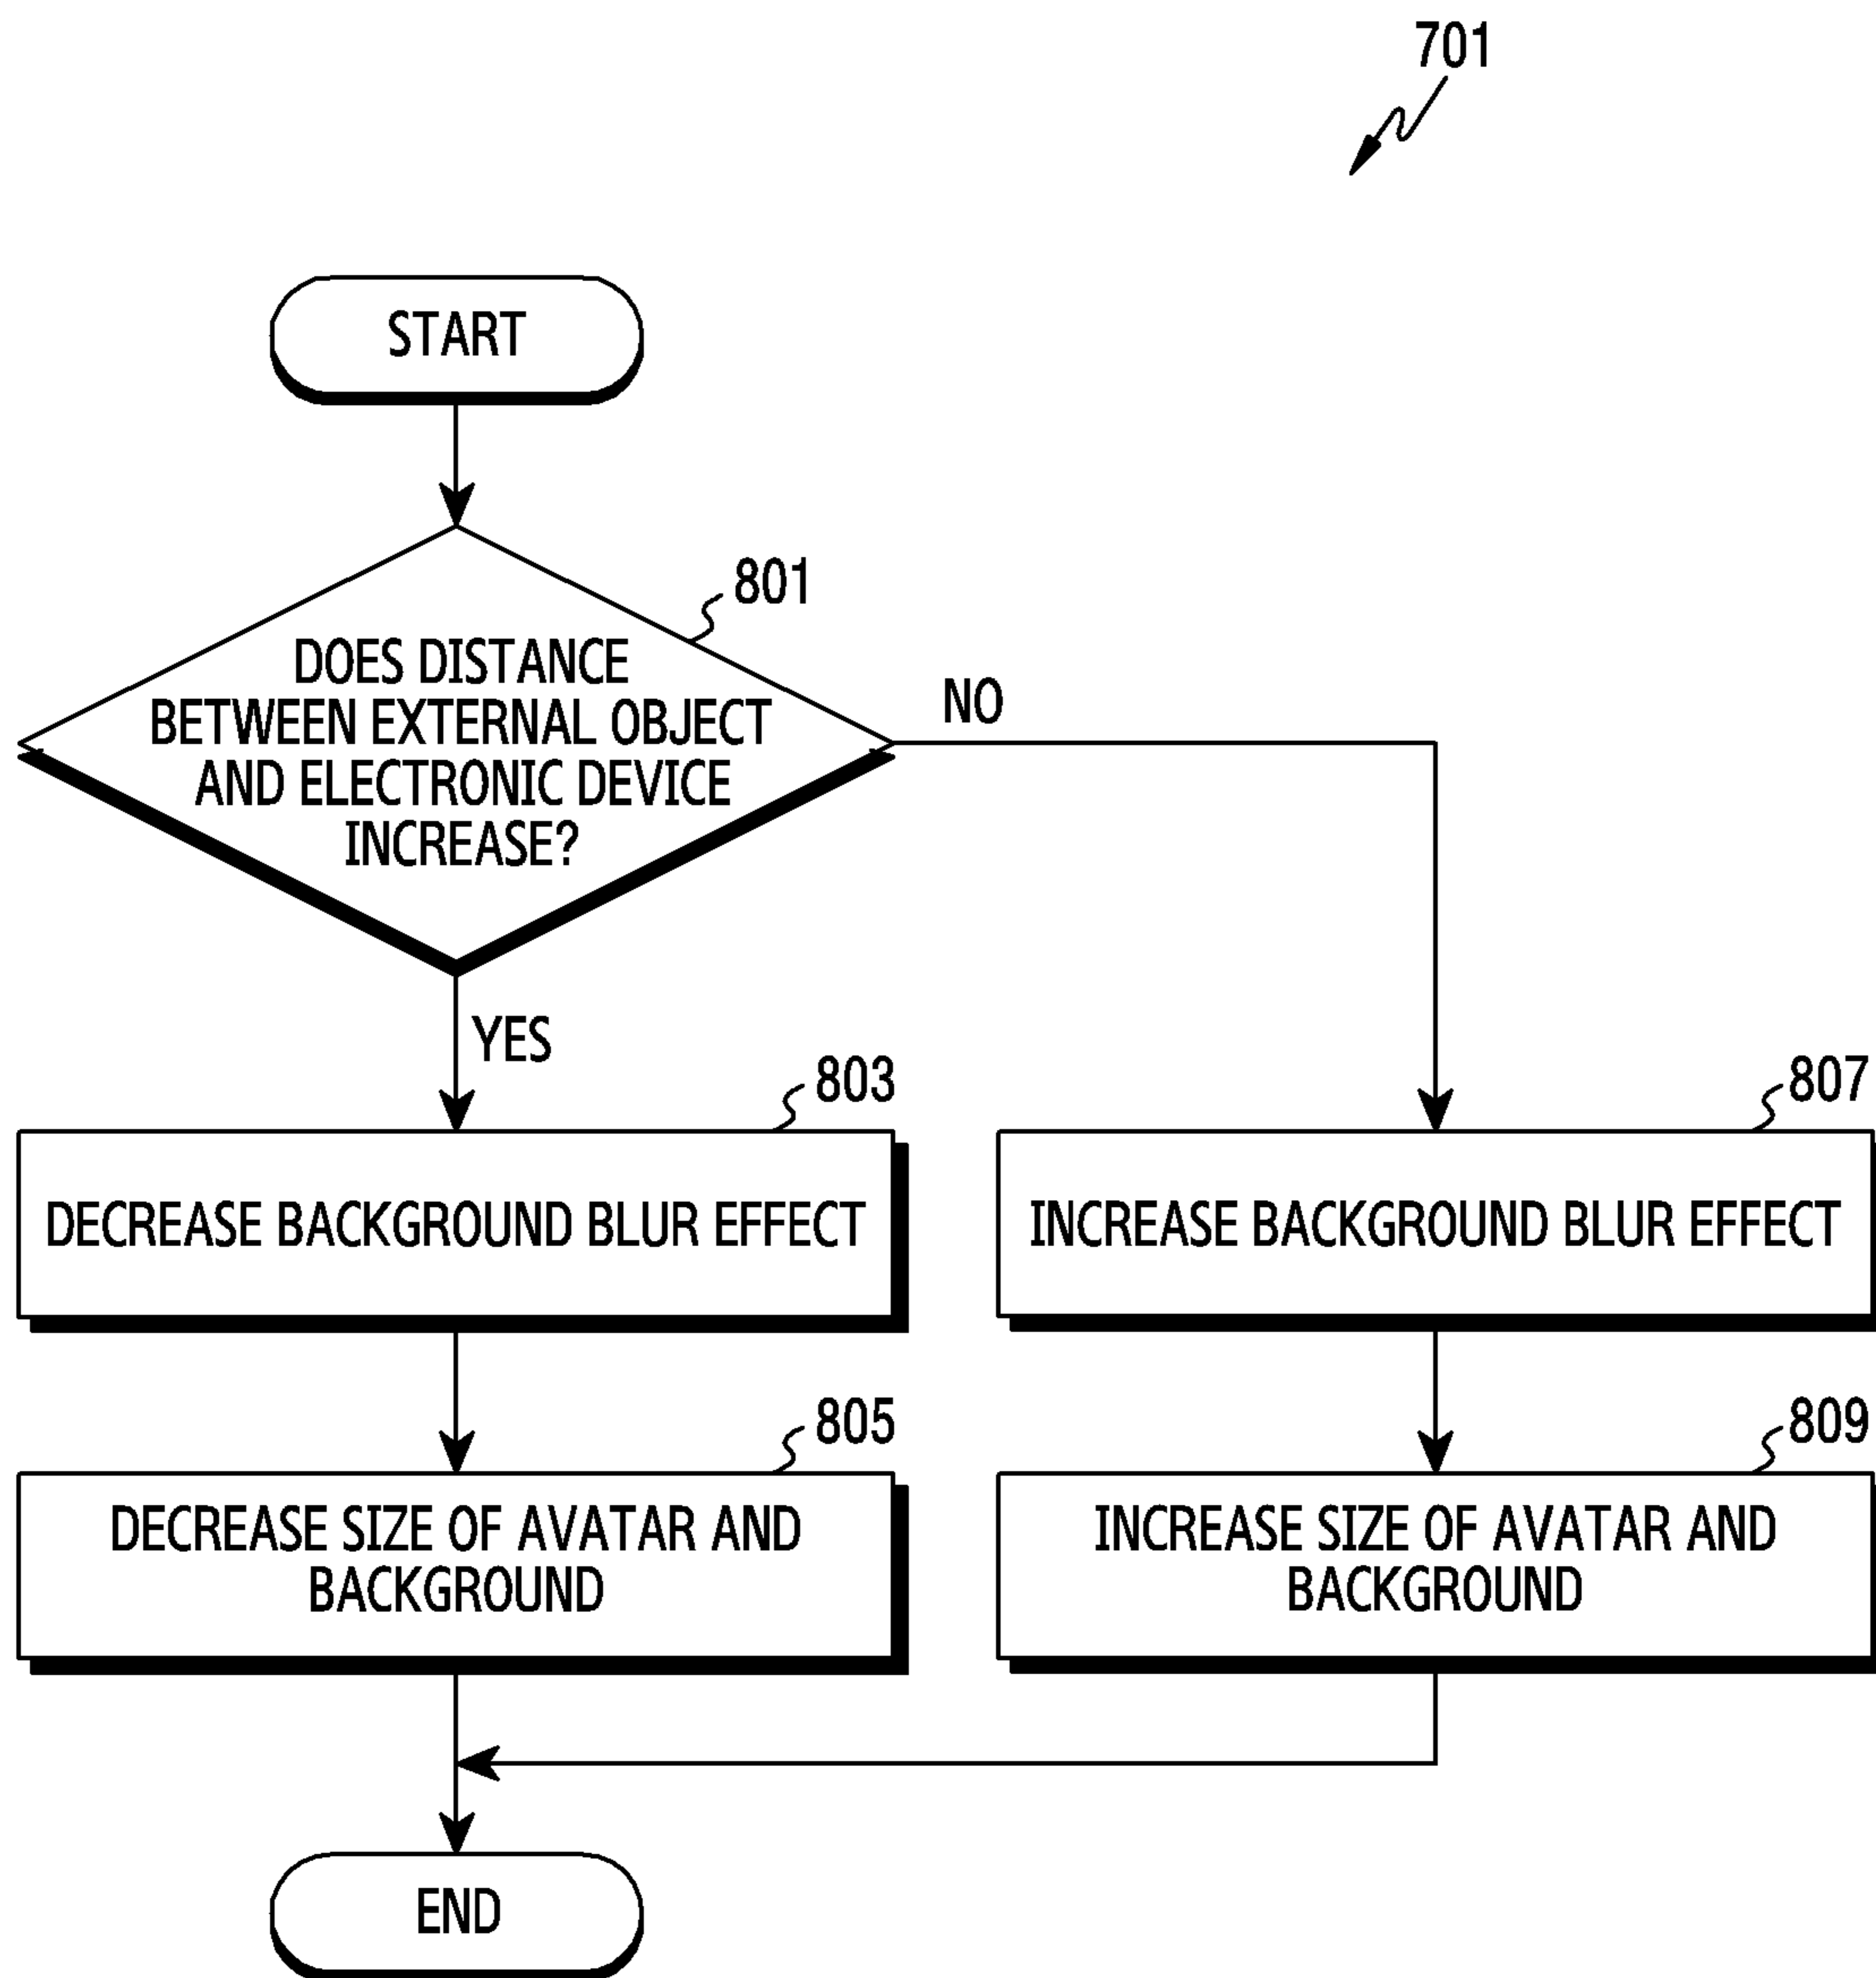 701
START
801
DOES DISTANCE
BETWEEN EXTERNAL OBJECT
AND ELECTRONIC DEVICE
INCREASE?
NO
YES
803
DECREASE BACKGROUND BLUR EFFECT
807
INCREASE BACKGROUND BLUR EFFECT
805
DECREASE SIZE OF AVATAR AND
BACKGROUND
809
INCREASE SIZE OF AVATAR AND
BACKGROUND
END